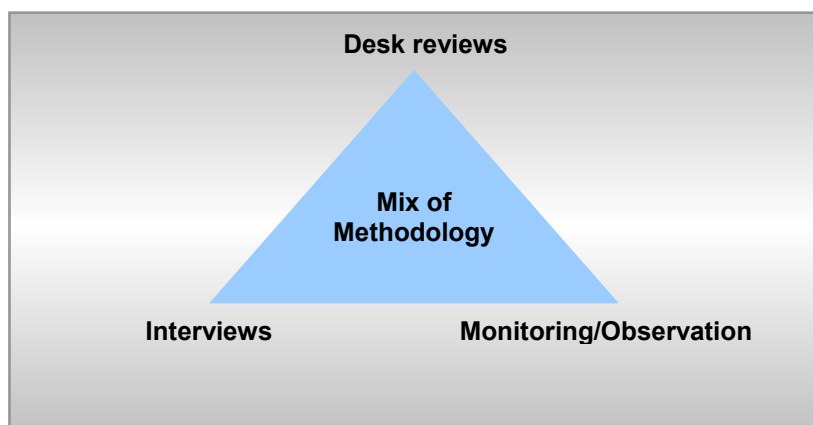 Desk reviews
Mix of
Methodology
Interviews
Monitoring/Observation